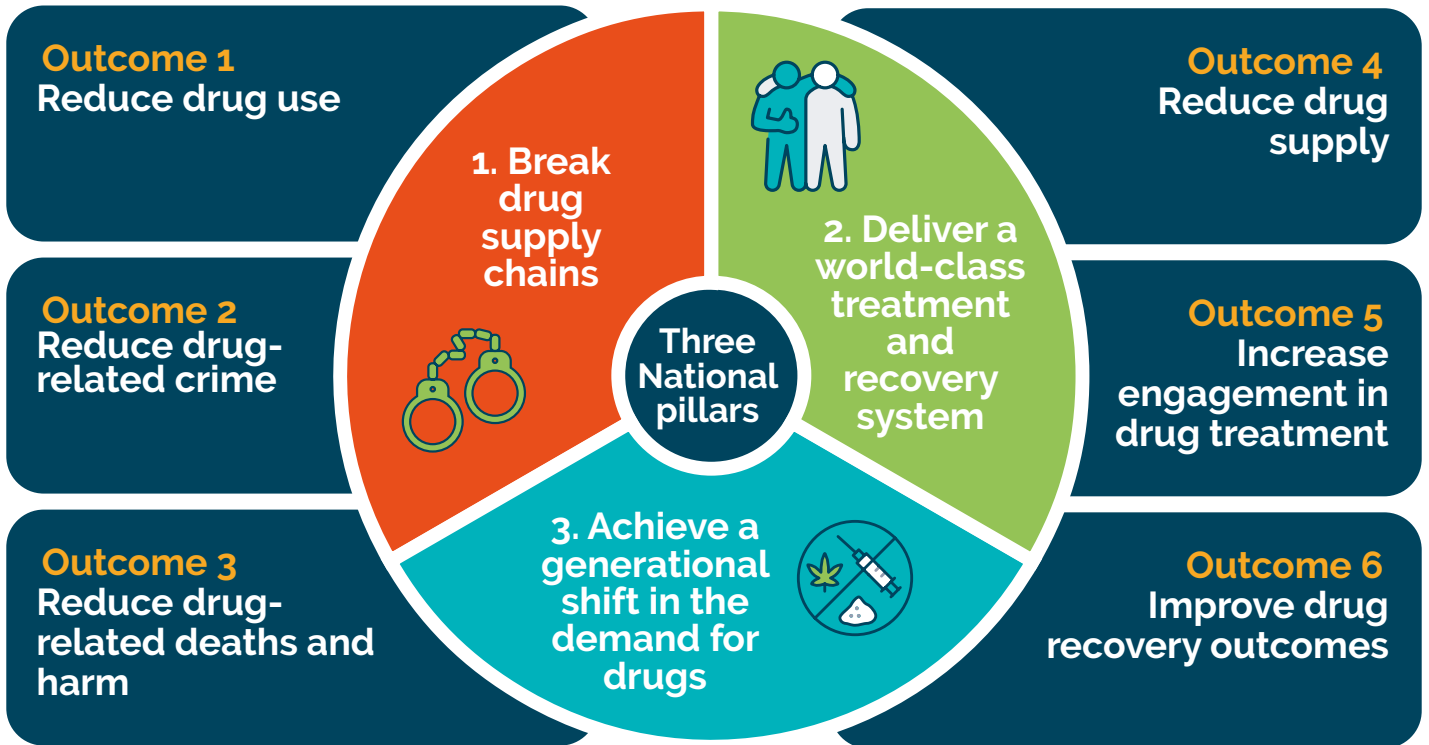 Outcome 1
Reduce drug use
Outcome 2
Reduce drug-
related crime
Outcome 3
Reduce drug-
related deaths and
harm
1. Break
drug
supply
chains
2. Deliver a
world-class
treatment
and
recovery
system
Three
National
pillars
3. Achieve a
generational
shift in the
demand for
drugs
Outcome 4
Reduce drug
supply
Outcome 5
Increase
engagement in
drug treatment
Outcome 6
Improve drug
recovery outcomes